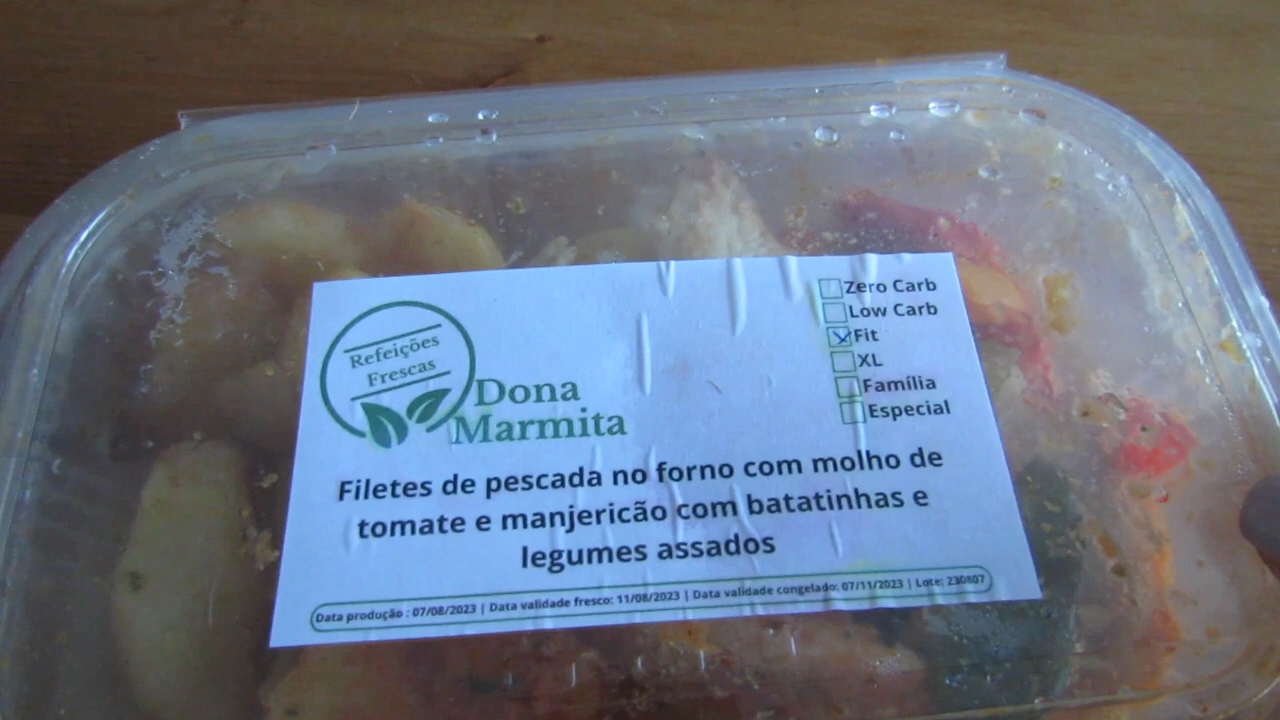 Refeições
Frescas
Dona
Marmita
Zero Carb
Low Carb
Fit
XL
Família
Especial
Filetes de pescada no forno com molho de
tomate e manjericão com batatinhas e
legumes assados
Data produção : 07/08/2023 | Data validade fresco: 11/08/2023 | Data validade congelado: 07/11/2023 | Lote: 230807